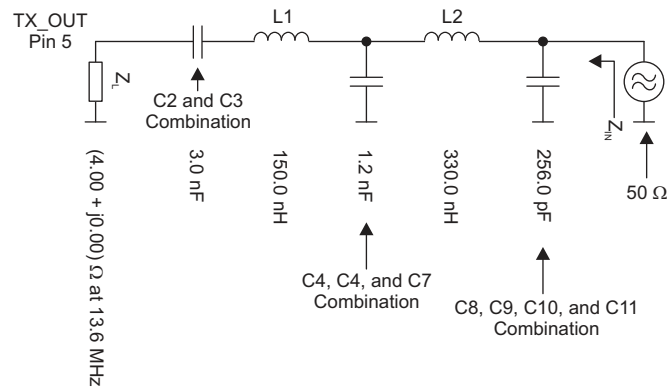 TX_OUT
Pin 5
L1
L2
Z_L
C2 and C3
Combination
Z_IN
50 Ω
(4.00 + j0.00) Ω at 13.6 MHz
3.0 nF
150.0 nH
1.2 nF
330.0 nH
256.0 pF
C4, C4, and C7
Combination
C8, C9, C10, and C11
Combination